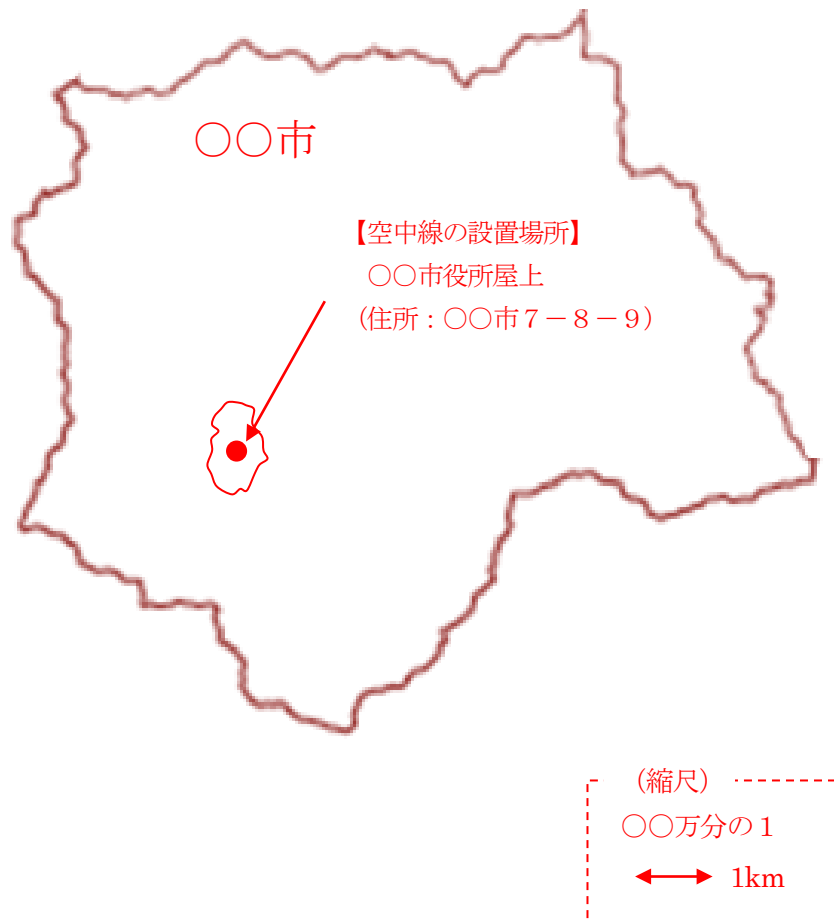 ○○市
【空中線の設置場所】
○○市役所屋上
（住所：○○市７－８－９）
（縮尺）
○○万分の１
1km